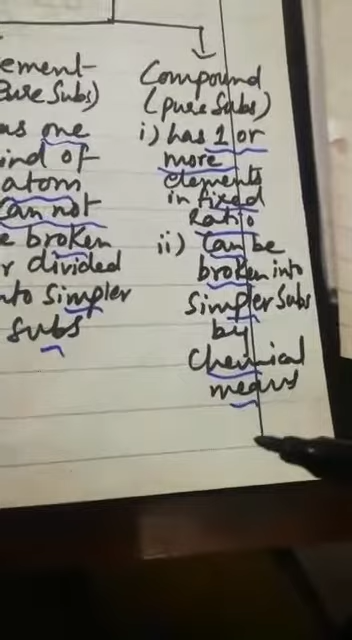 ement-
Pure Subs)
as one
ind of
atom
Can not
e broken
r divided
nto Simpler
Subs
Compound
(pure Subs)
i) has 1 or
more
elements
in fixed
Ratio
ii) Can be
broken into
Simpler Subs
by
Chemical
means